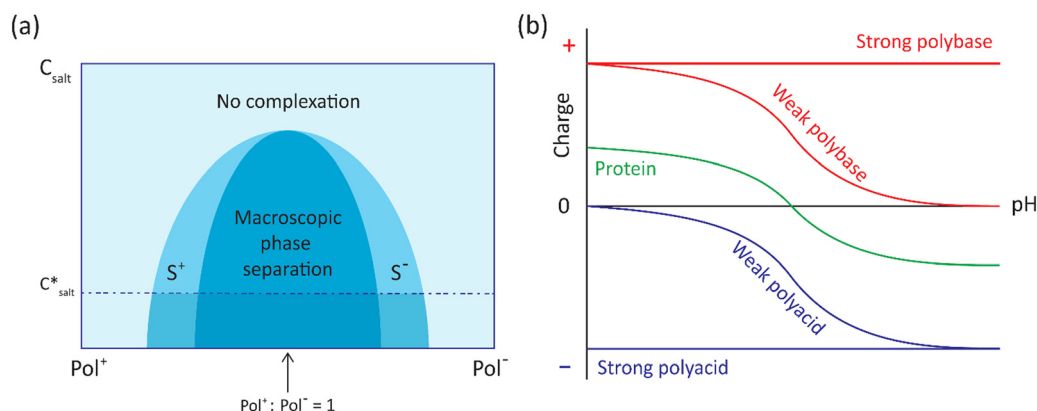 (a)
C_salt
No complexation
Macroscopic
phase
separation
S⁺
S⁻
C*_salt
Pol⁺
Pol⁻
Pol⁺: Pol⁻ = 1
(b)
+
Strong polybase
Charge
Weak polybase
Protein
0
pH
Weak polyacid
−
Strong polyacid